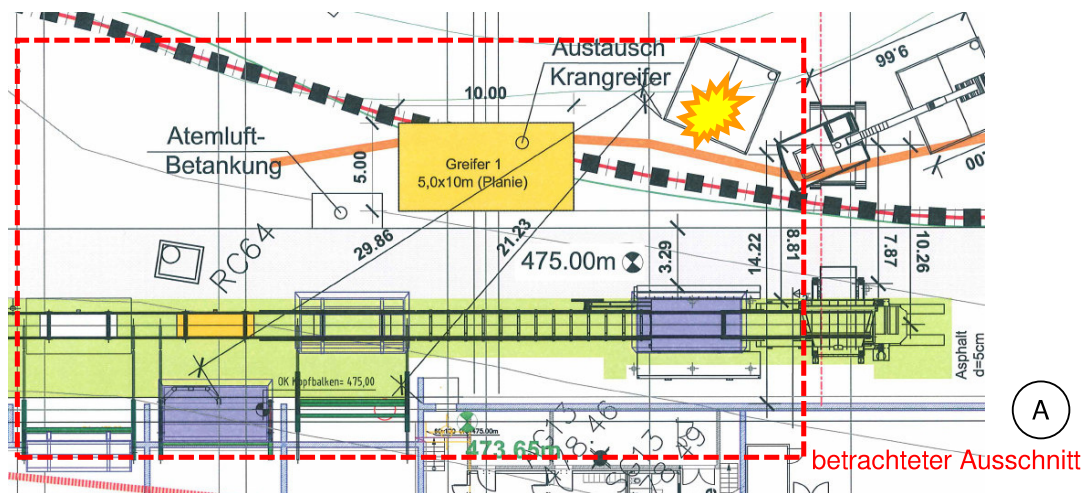 Austausch
Krangreifer
9.66
10.00
Atemluft-
Betankung
5.00
Greifer 1
5,0x10m (Planie)
RC64
29.86
21.23
475.00m
3.29
14.22
8.81
7.87
10.26
Asphalt
d=5cm
OK Kopfbalken= 475,00
473.65m
A
betrachteter Ausschnitt